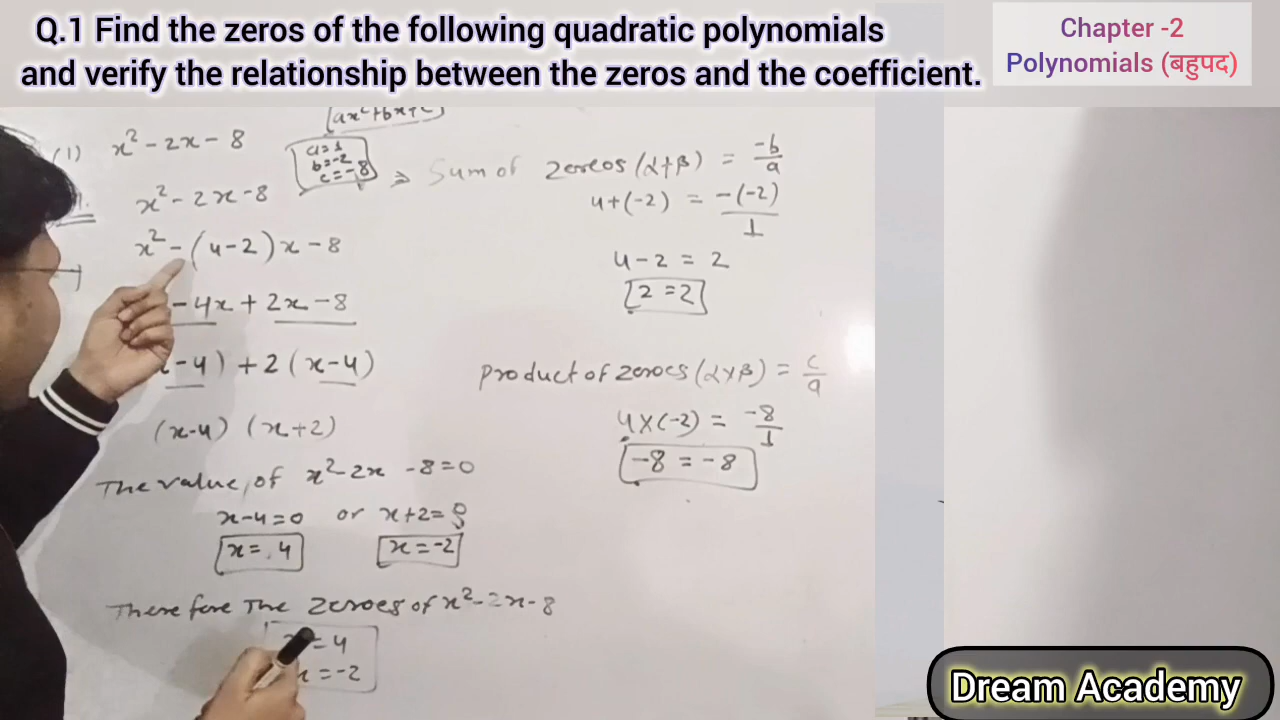 Q.1 Find the zeros of the following quadratic polynomials
and verify the relationship between the zeros and the coefficient.
Chapter -2
Polynomials (बहुपद)
ax²+bx+c
(1) x² - 2x - 8
a=1
b=-2
c=-8
x² - 2x - 8
x² - (4-2)x - 8
- 4x + 2x - 8
- 4) + 2(x-4)
(x-4) (x+2)
The value of x²-2x -8=0
x-4=0 or x+2=0
x=4 x=-2
There fore The zeroes of x²-2x-8
=4
x=-2
⇒ Sum of zeroes (α+β) = -b/a
4+(-2) = -(-2)/1
4-2 = 2
2=2
product of zeroes (α×β) = c/a
4×(-2) = -8/1
-8 = -8
Dream Academy